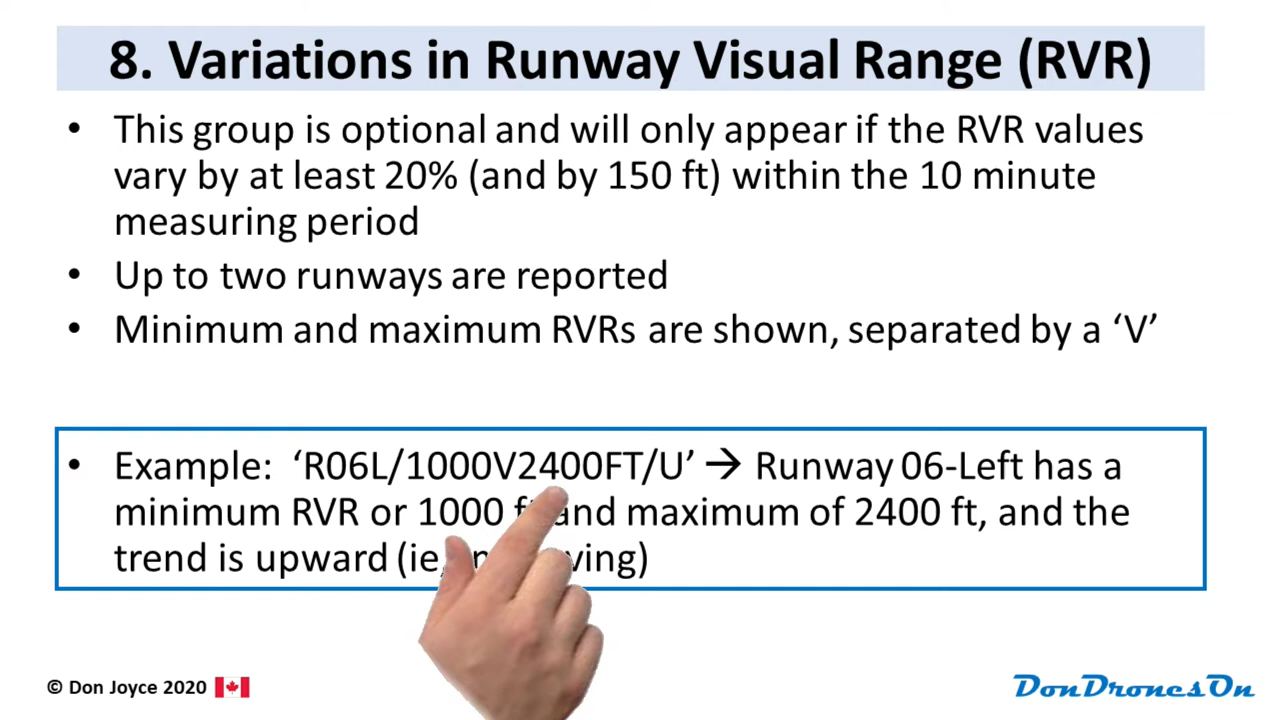 8. Variations in Runway Visual Range (RVR)
• This group is optional and will only appear if the RVR values
vary by at least 20% (and by 150 ft) within the 10 minute
measuring period
• Up to two runways are reported
• Minimum and maximum RVRs are shown, separated by a ‘V’
• Example: ‘R06L/1000V2400FT/U’ → Runway 06-Left has a
minimum RVR or 1000 ft and maximum of 2400 ft, and the
trend is upward (ie,
© Don Joyce 2020
DonDronesOn